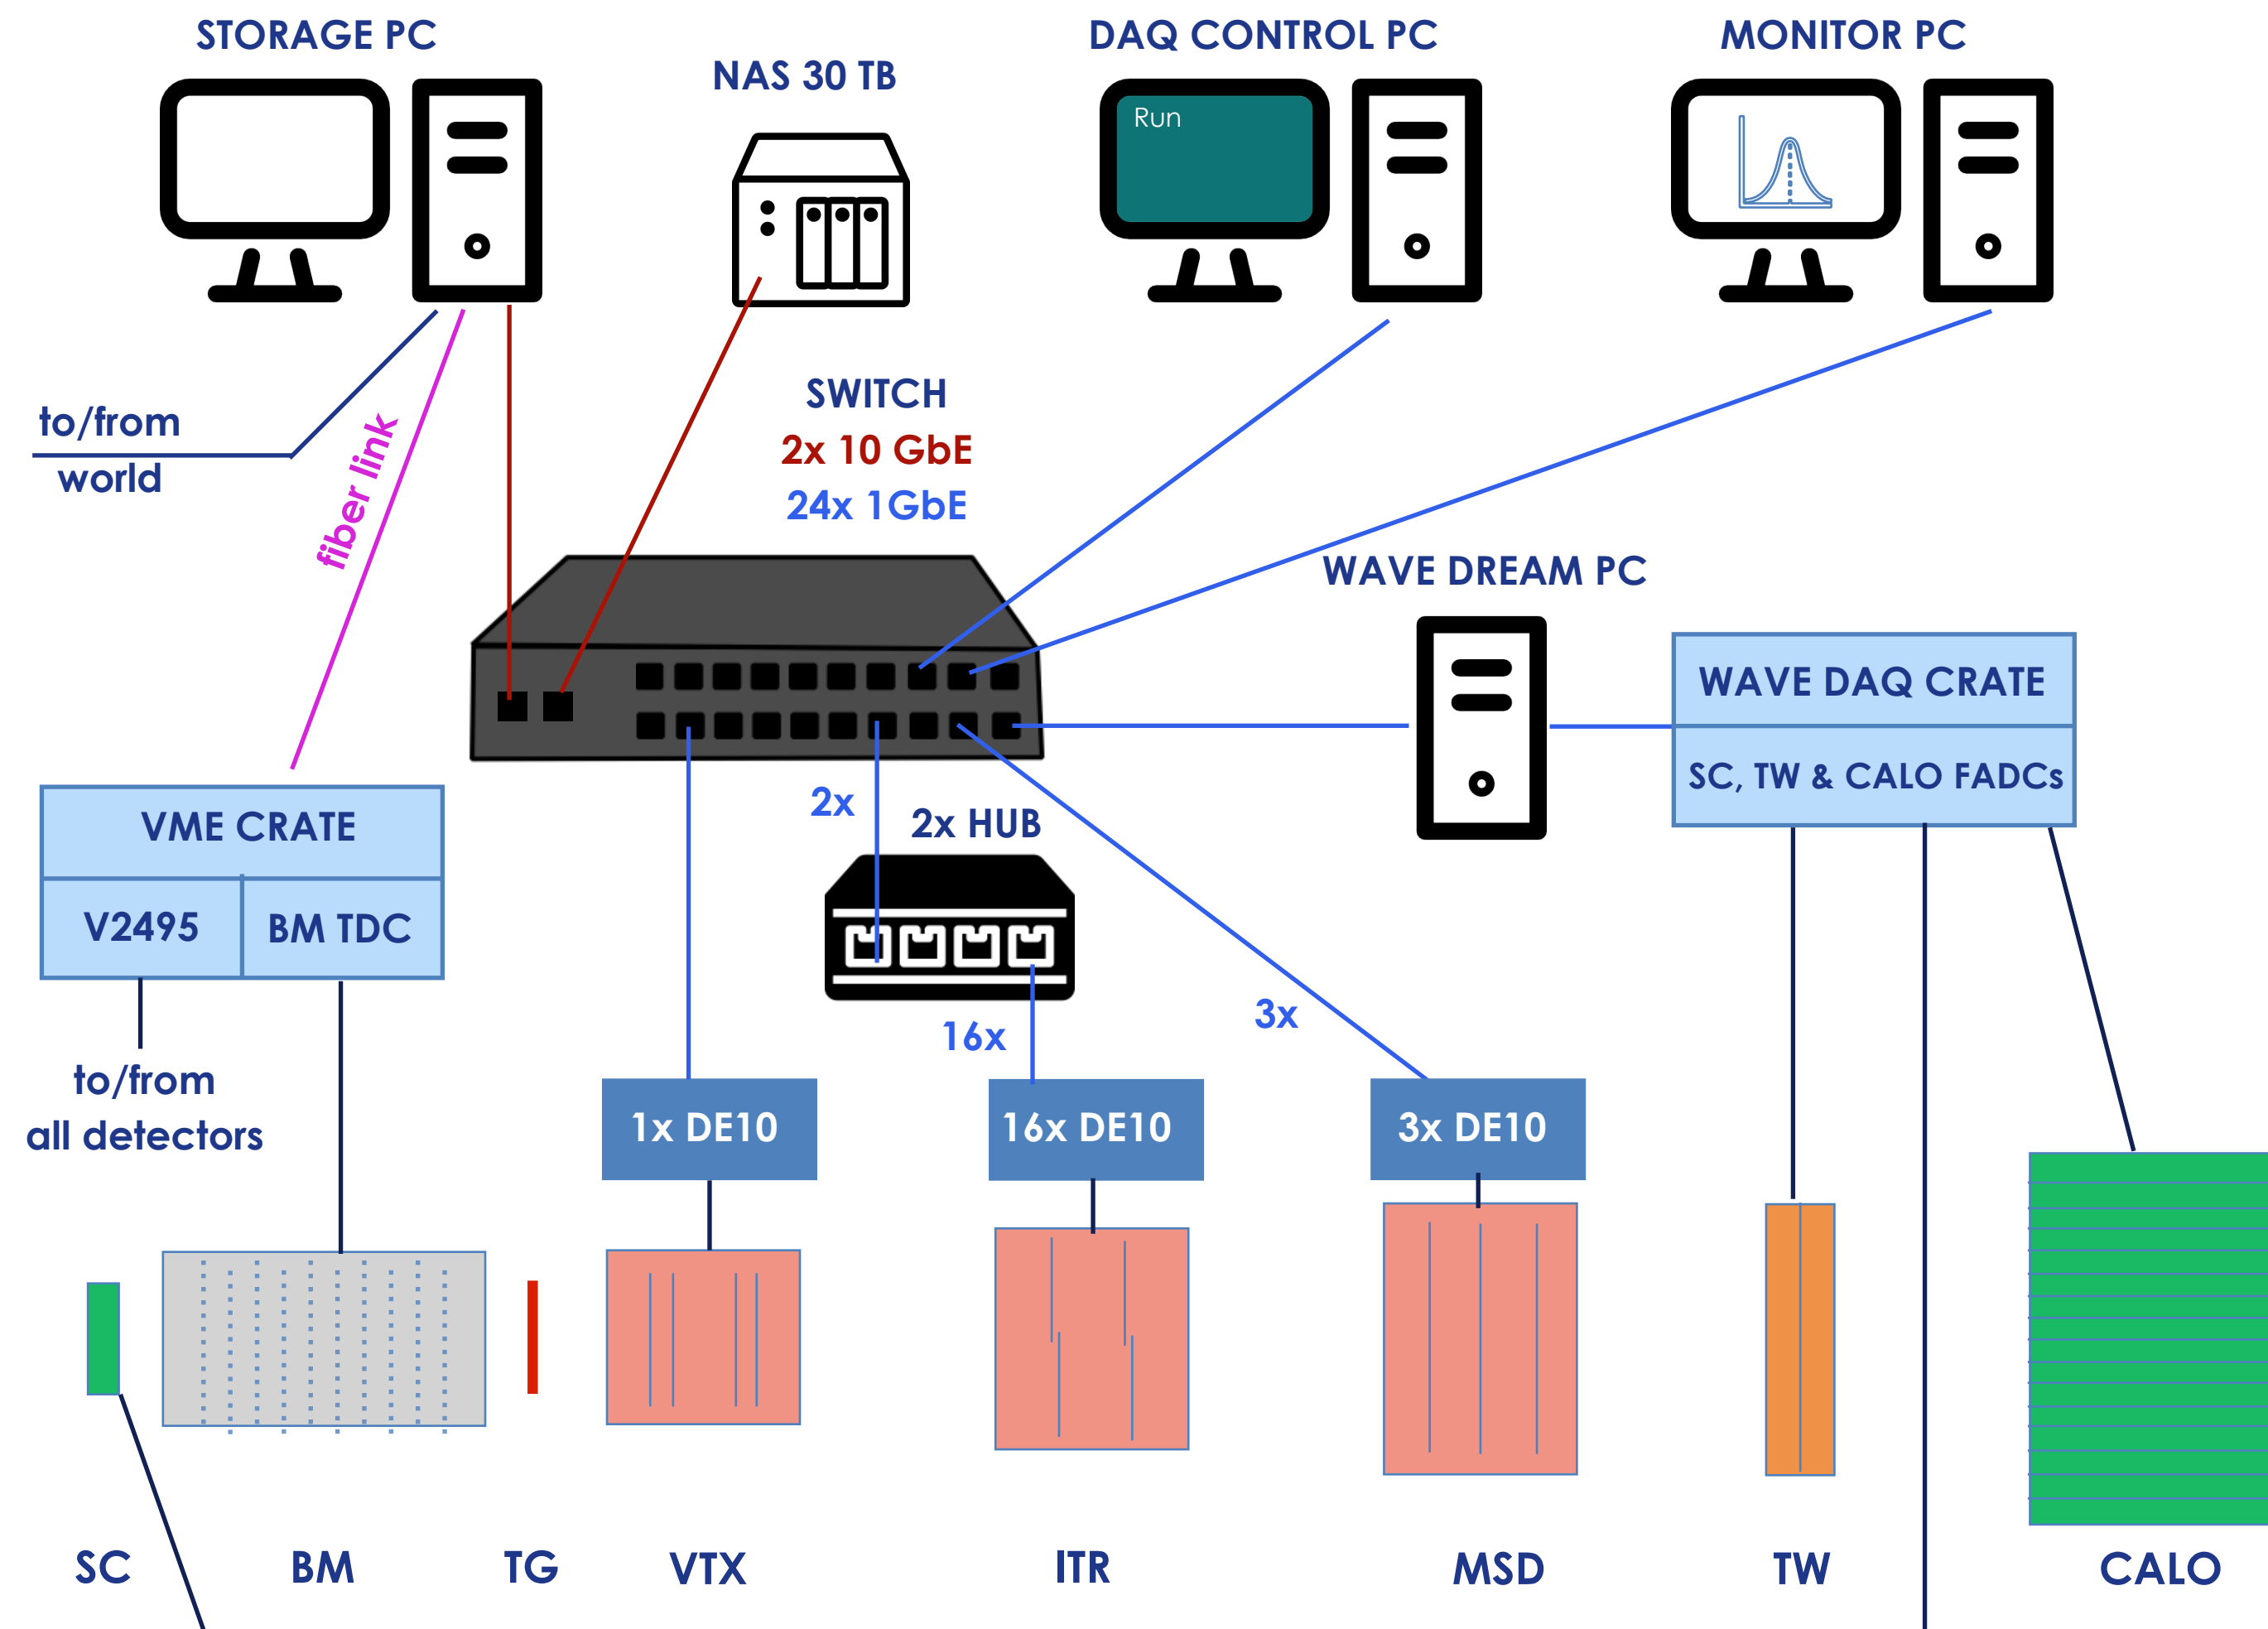 STORAGE PC
NAS 30 TB
DAQ CONTROL PC
MONITOR PC
Run
to/from
world
fiber link
SWITCH
2x 10 GbE
24x 1GbE
WAVE DREAM PC
WAVE DAQ CRATE
SC, TW & CALO FADCs
VME CRATE
V2495
BM TDC
2x
2x HUB
16x
3x
to/from
all detectors
1x DE10
16x DE10
3x DE10
SC
BM
TG
VTX
ITR
MSD
TW
CALO